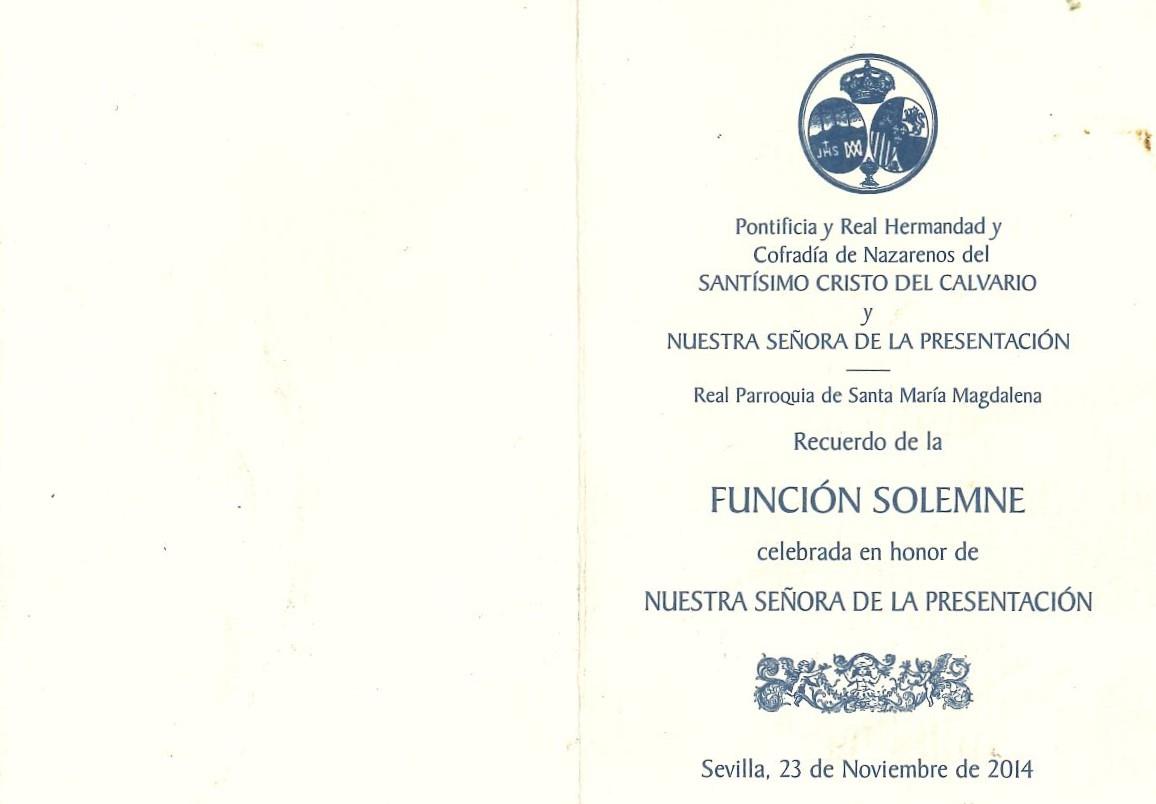 JHS
Pontificia y Real Hermandad y
Cofradía de Nazarenos del
SANTÍSIMO CRISTO DEL CALVARIO
y
NUESTRA SEÑORA DE LA PRESENTACIÓN
Real Parroquia de Santa María Magdalena
Recuerdo de la
FUNCIÓN SOLEMNE
celebrada en honor de
NUESTRA SEÑORA DE LA PRESENTACIÓN
Sevilla, 23 de Noviembre de 2014